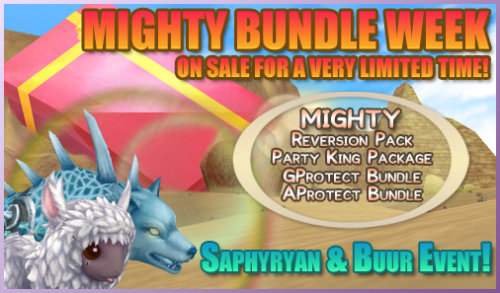 MIGHTY BUNDLE WEEK
ON SALE FOR A VERY LIMITED TIME!
MIGHTY
REVERSION PACK
PARTY KING PACKAGE
GPROTECT BUNDLE
APROTECT BUNDLE
SAPHYRYAN & BUUR EVENT!